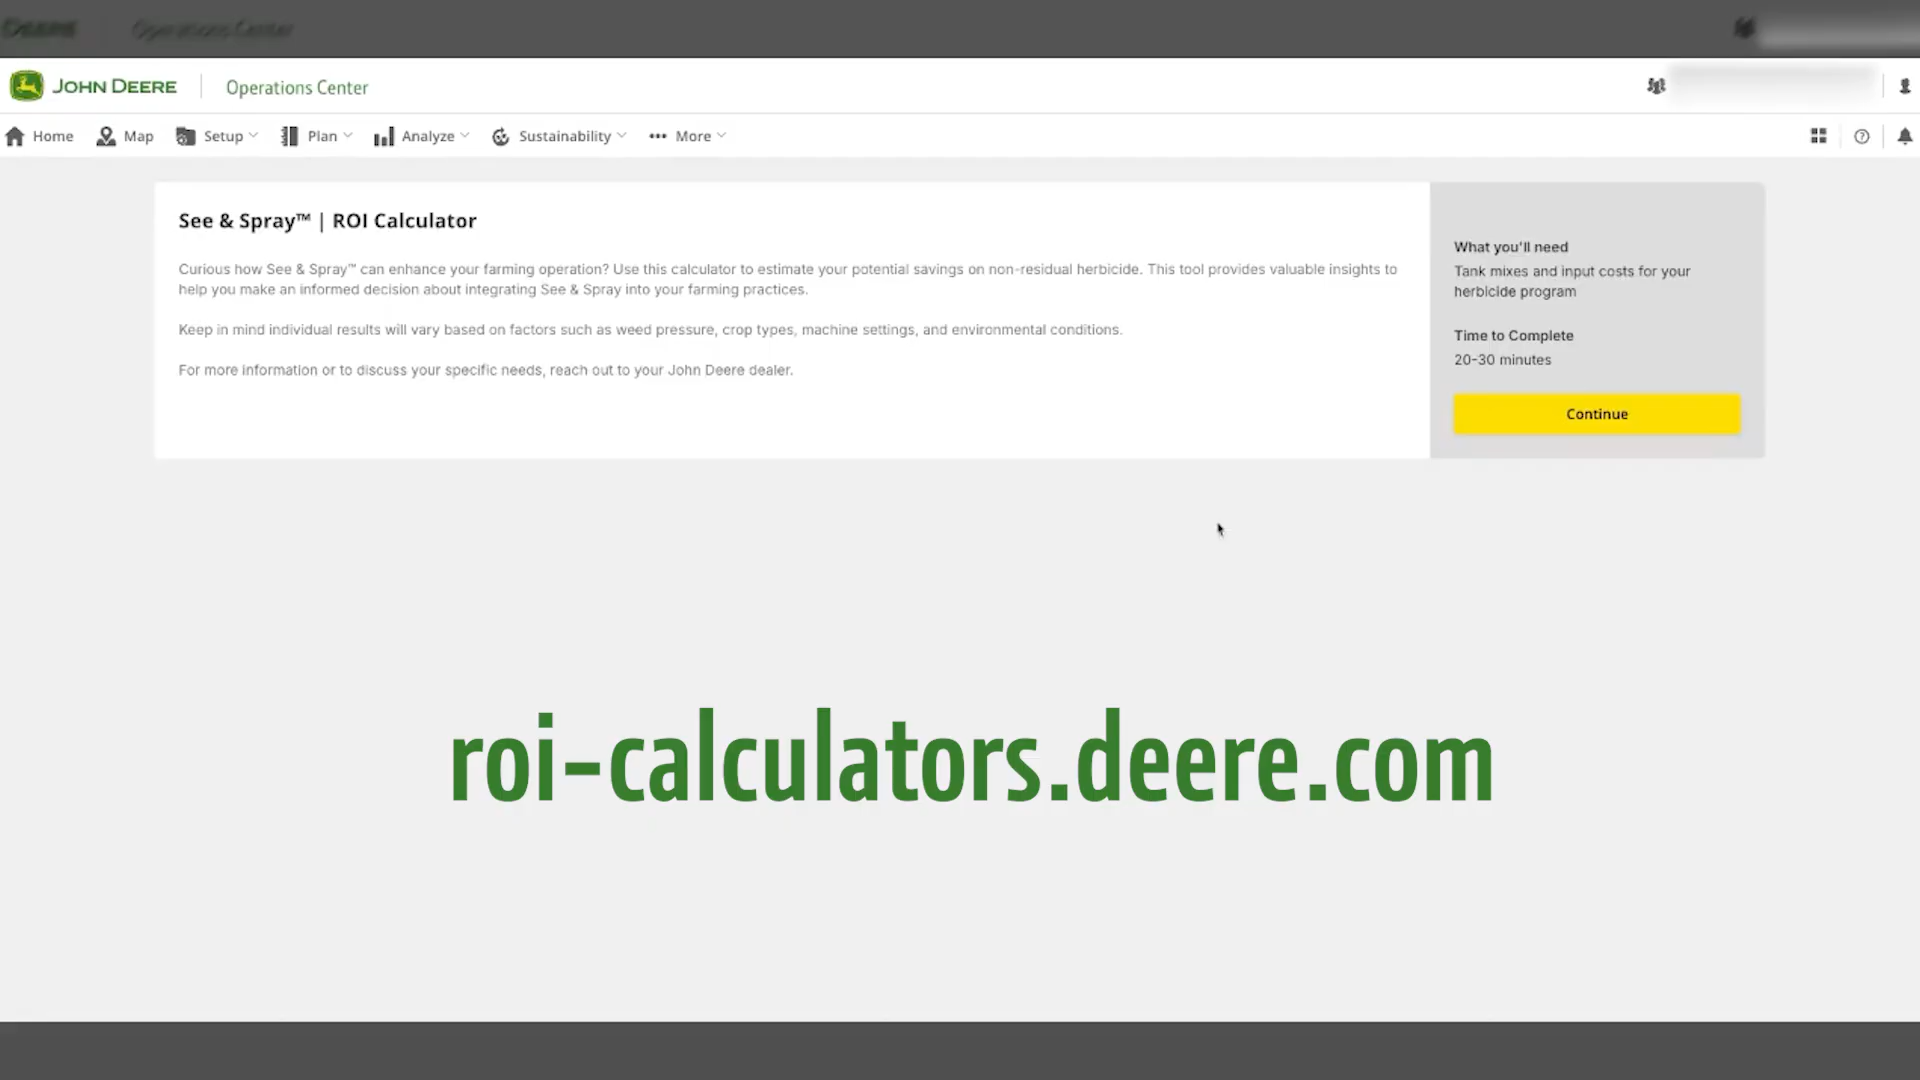 DEERE Operations Center
JOHN DEERE Operations Center
Home Map Setup Plan Analyze Sustainability More
See & Spray™ | ROI Calculator
Curious how See & Spray™ can enhance your farming operation? Use this calculator to estimate your potential savings on non-residual herbicide. This tool provides valuable insights to
help you make an informed decision about integrating See & Spray into your farming practices.
Keep in mind individual results will vary based on factors such as weed pressure, crop types, machine settings, and environmental conditions.
For more information or to discuss your specific needs, reach out to your John Deere dealer.
What you'll need
Tank mixes and input costs for your
herbicide program
Time to Complete
20-30 minutes
Continue
roi-calculators.deere.com